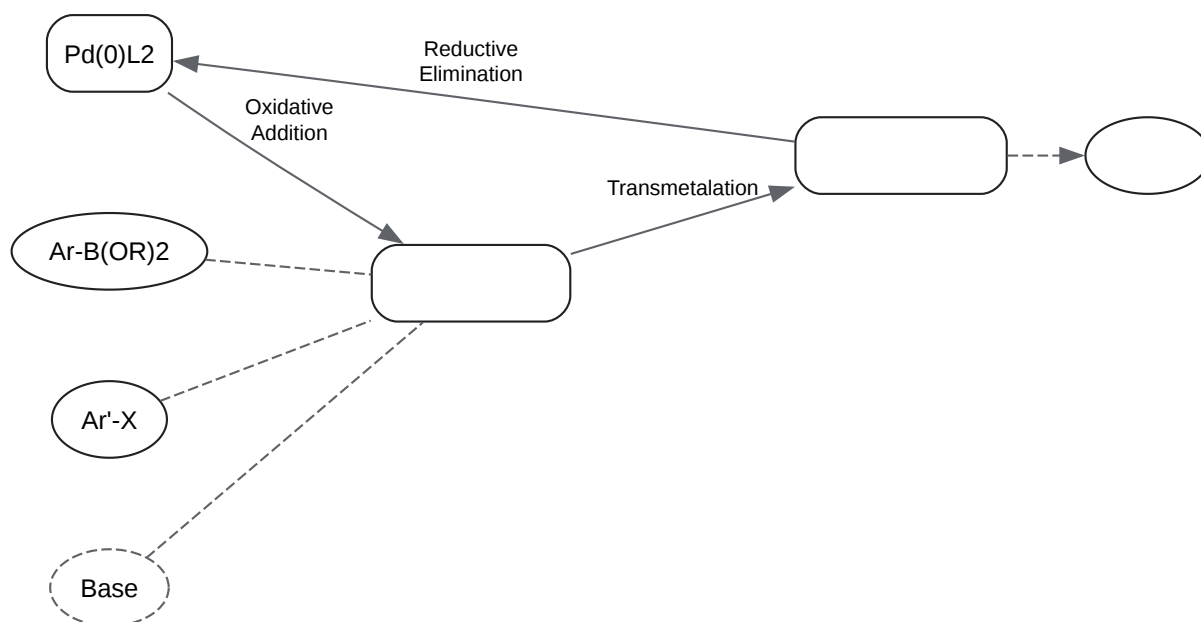 Pd(0)L2
Reductive
Elimination
Oxidative
Addition
Transmetalation
Ar-B(OR)2
Ar'-X
Base